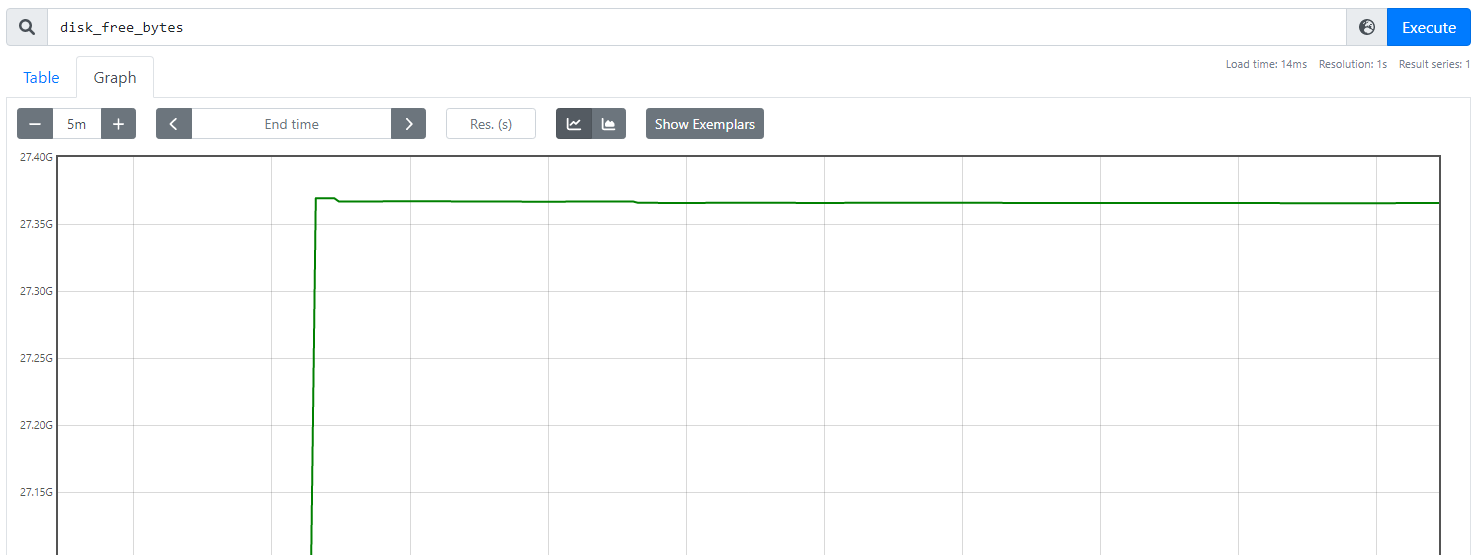 disk_free_bytes
Execute
Load time: 14ms Resolution: 1s Result series: 1
Table Graph
− 5m + < End time > Res. (s) Show Exemplars
27.40G
27.35G
27.30G
27.25G
27.20G
27.15G